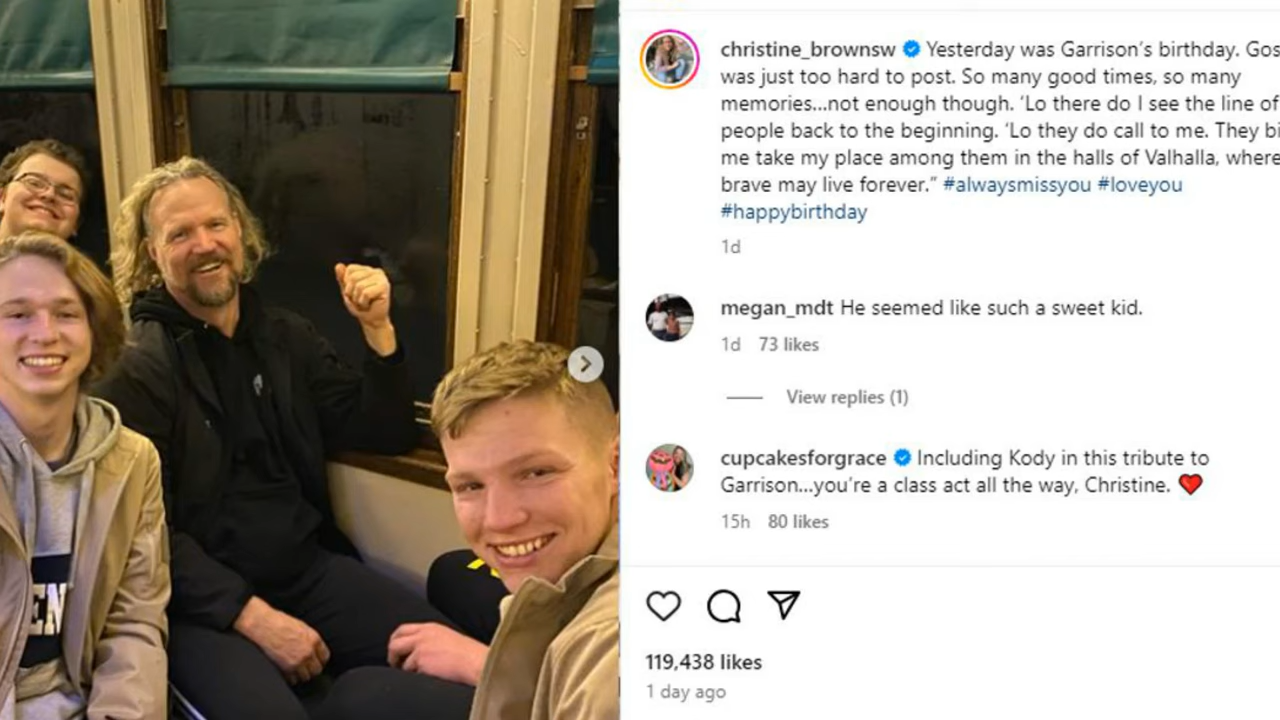 christine_brownsw Yesterday was Garrison's birthday. Gos
was just too hard to post. So many good times, so many
memories...not enough though. 'Lo there do I see the line of
people back to the beginning. 'Lo they do call to me. They bi
me take my place among them in the halls of Valhalla, where
brave may live forever.” #alwaysmissyou #loveyou
#happybirthday
1d
megan_mdt He seemed like such a sweet kid.
1d 73 likes
View replies (1)
cupcakesforgrace Including Kody in this tribute to
Garrison...you're a class act all the way, Christine. ❤️
15h 80 likes
119,438 likes
1 day ago
EN